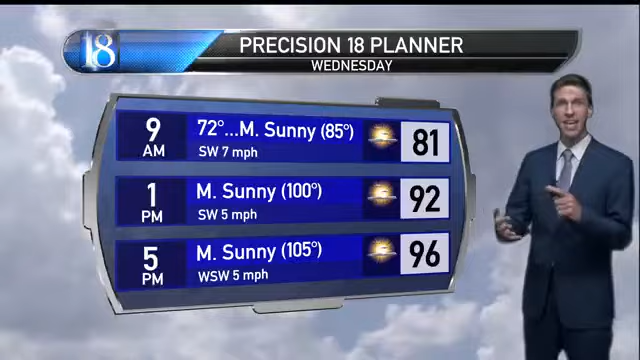 18
PRECISION 18 PLANNER
WEDNESDAY
9
AM
72°...M. Sunny (85°)
SW 7 mph
81
1
PM
M. Sunny (100°)
SW 5 mph
92
5
PM
M. Sunny (105°)
WSW 5 mph
96